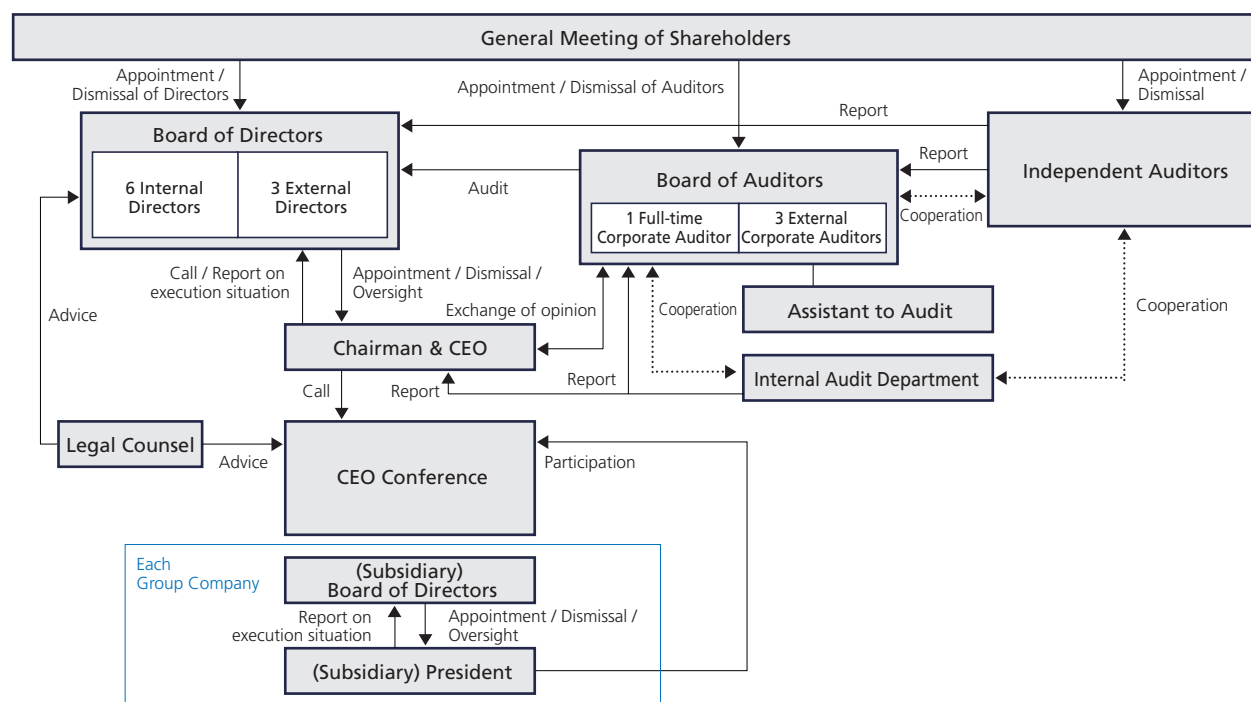 General Meeting of Shareholders
Appointment /
Dismissal of Directors
Appointment / Dismissal of Auditors
Appointment /
Dismissal
Report
Board of Directors
6 Internal
Directors
3 External
Directors
Audit
Board of Auditors
1 Full-time
Corporate Auditor
3 External
Corporate Auditors
Report
Cooperation
Independent Auditors
Call / Report on
execution situation
Appointment / Dismissal /
Oversight
Advice
Exchange of opinion
Cooperation
Assistant to Audit
Cooperation
Chairman & CEO
Call
Report
Report
Internal Audit Department
Legal Counsel
Advice
CEO Conference
Participation
Each
Group Company
(Subsidiary)
Board of Directors
Report on
execution situation
Appointment / Dismissal /
Oversight
(Subsidiary) President